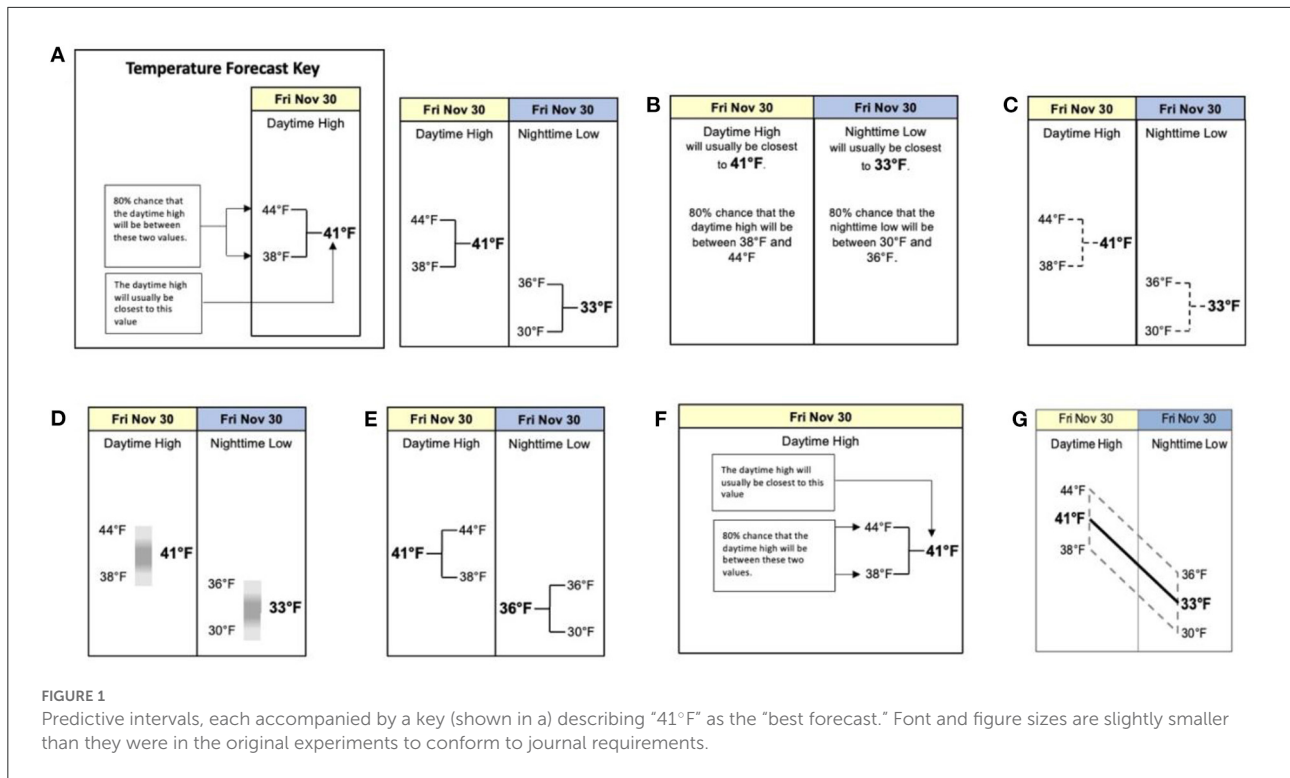 A
Temperature Forecast Key
Fri Nov 30
Daytime High
80% chance that
the daytime high
will be between
these two values.
44°F
41°F
38°F
The daytime high
will usually be
closest to this
value
Fri Nov 30
Fri Nov 30
Daytime High
Nighttime Low
44°F
41°F
38°F
36°F
33°F
30°F
B
Fri Nov 30
Fri Nov 30
Daytime High
will usually be closest
to 41°F.
80% chance that the
daytime high will be
between 38°F and
44°F
Nighttime Low
will usually be closest
to 33°F.
80% chance that the
nighttime low will be
between 30°F and
36°F.
C
Fri Nov 30
Fri Nov 30
Daytime High
Nighttime Low
44°F
41°F
38°F
36°F
33°F
30°F
D
Fri Nov 30
Fri Nov 30
Daytime High
Nighttime Low
44°F
41°F
38°F
36°F
33°F
30°F
E
Fri Nov 30
Fri Nov 30
Daytime High
Nighttime Low
44°F
41°F
38°F
36°F
36°F
30°F
F
Fri Nov 30
Daytime High
The daytime high will
usually be closest to this
value
80% chance that the
daytime high will be
between these two
values.
44°F
41°F
38°F
G
Fri Nov 30
Fri Nov 30
Daytime High
Nighttime Low
44°F
41°F
38°F
36°F
33°F
30°F
FIGURE 1
Predictive intervals, each accompanied by a key (shown in a) describing "41°F" as the "best forecast." Font and figure sizes are slightly smaller
than they were in the original experiments to conform to journal requirements.